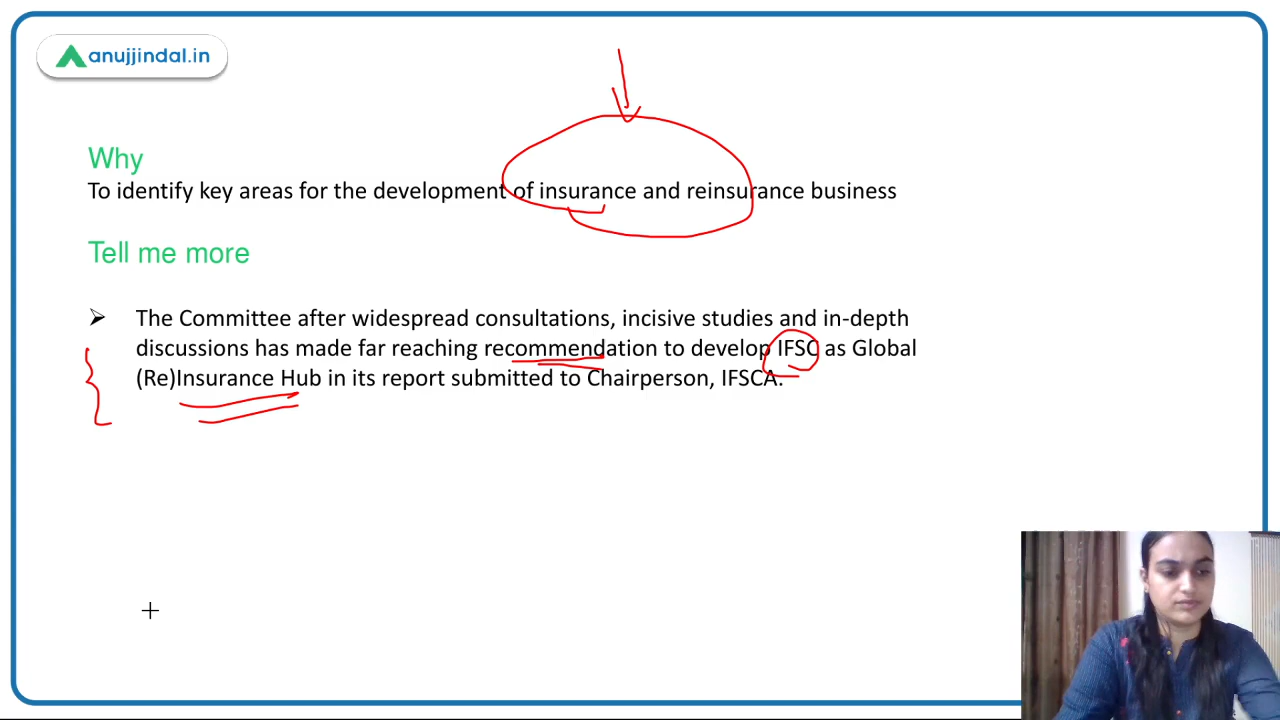 anujjindal.in
Why
To identify key areas for the development of insurance and reinsurance business
Tell me more
The Committee after widespread consultations, incisive studies and in-depth
discussions has made far reaching recommendation to develop IFSC as Global
(Re)Insurance Hub in its report submitted to Chairperson, IFSCA.